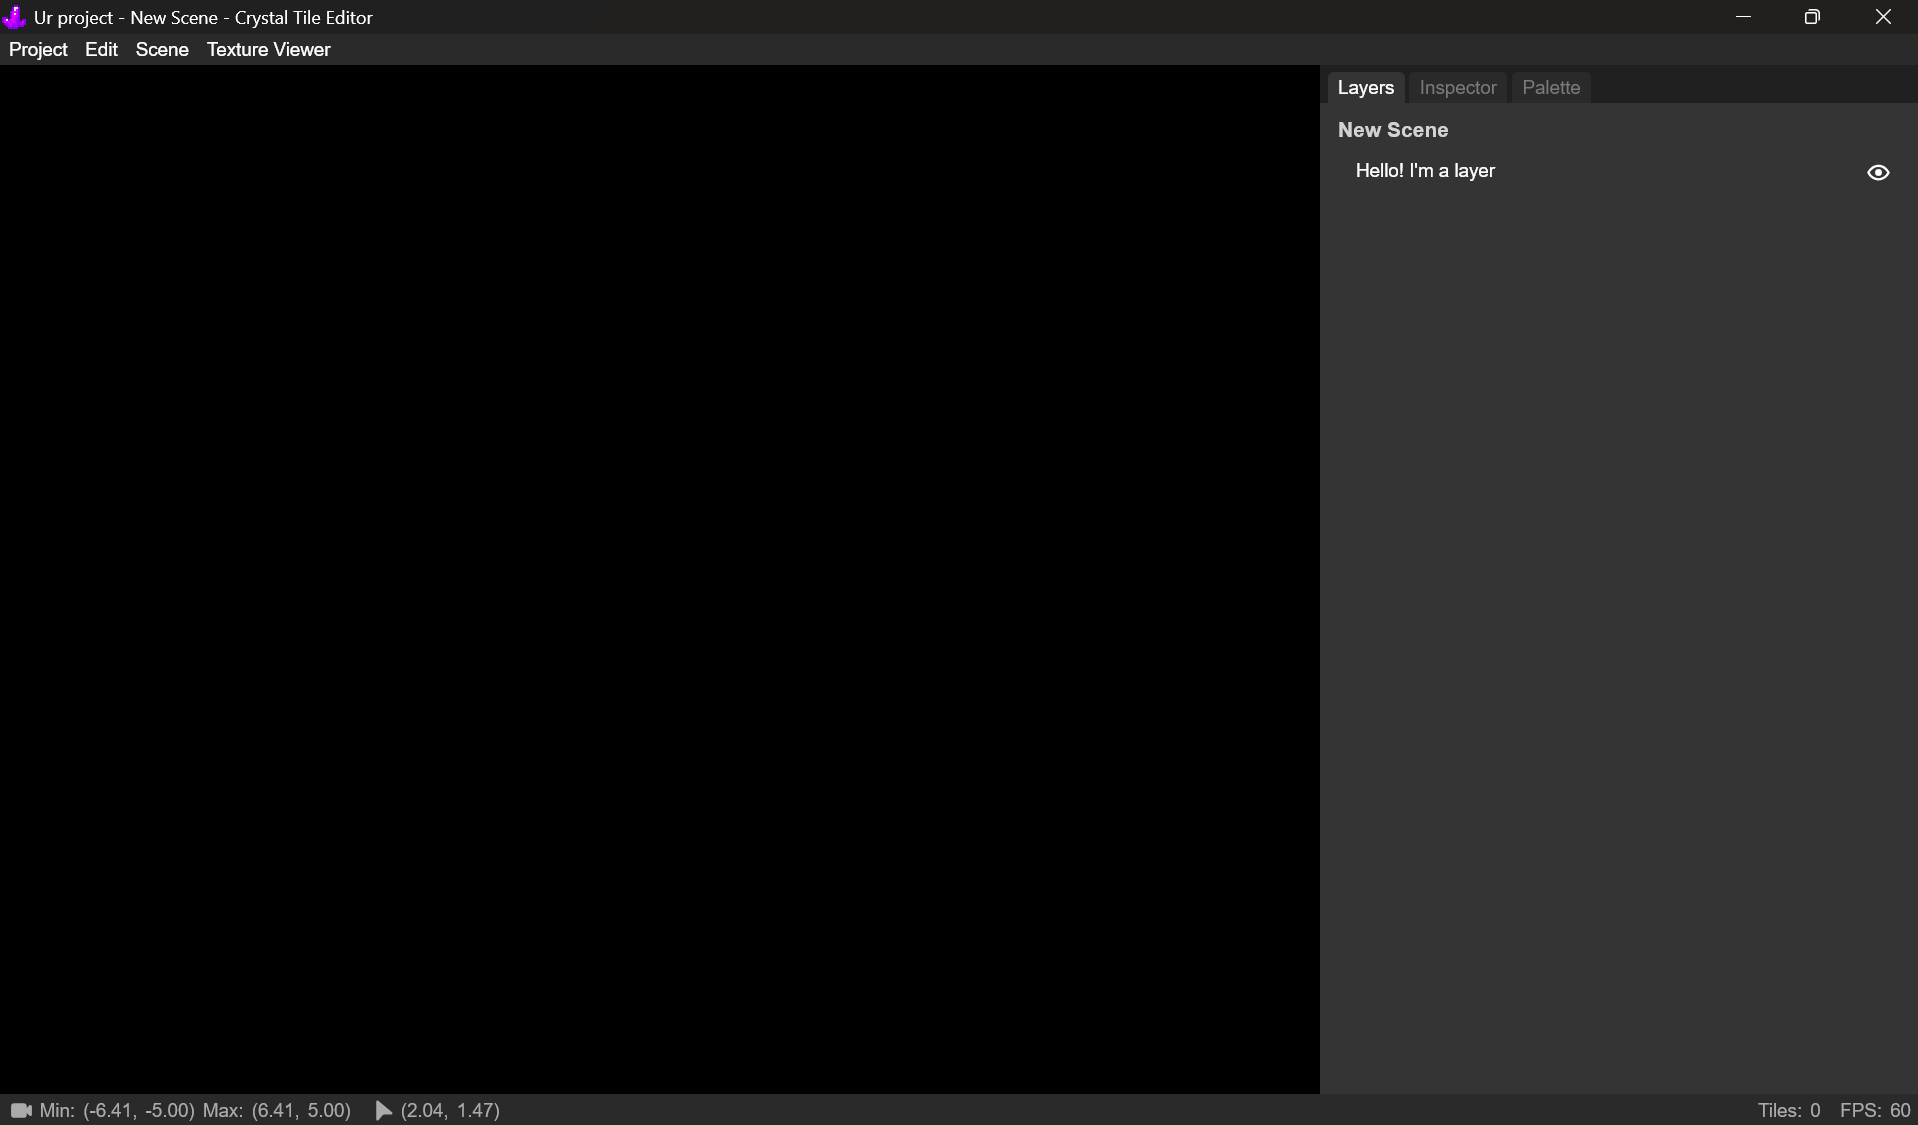 Ur project - New Scene - Crystal Tile Editor
Project Edit Scene Texture Viewer
Layers Inspector Palette
New Scene
Hello! I'm a layer
Min: (-6.41, -5.00) Max: (6.41, 5.00) (2.04, 1.47) Tiles: 0 FPS: 60